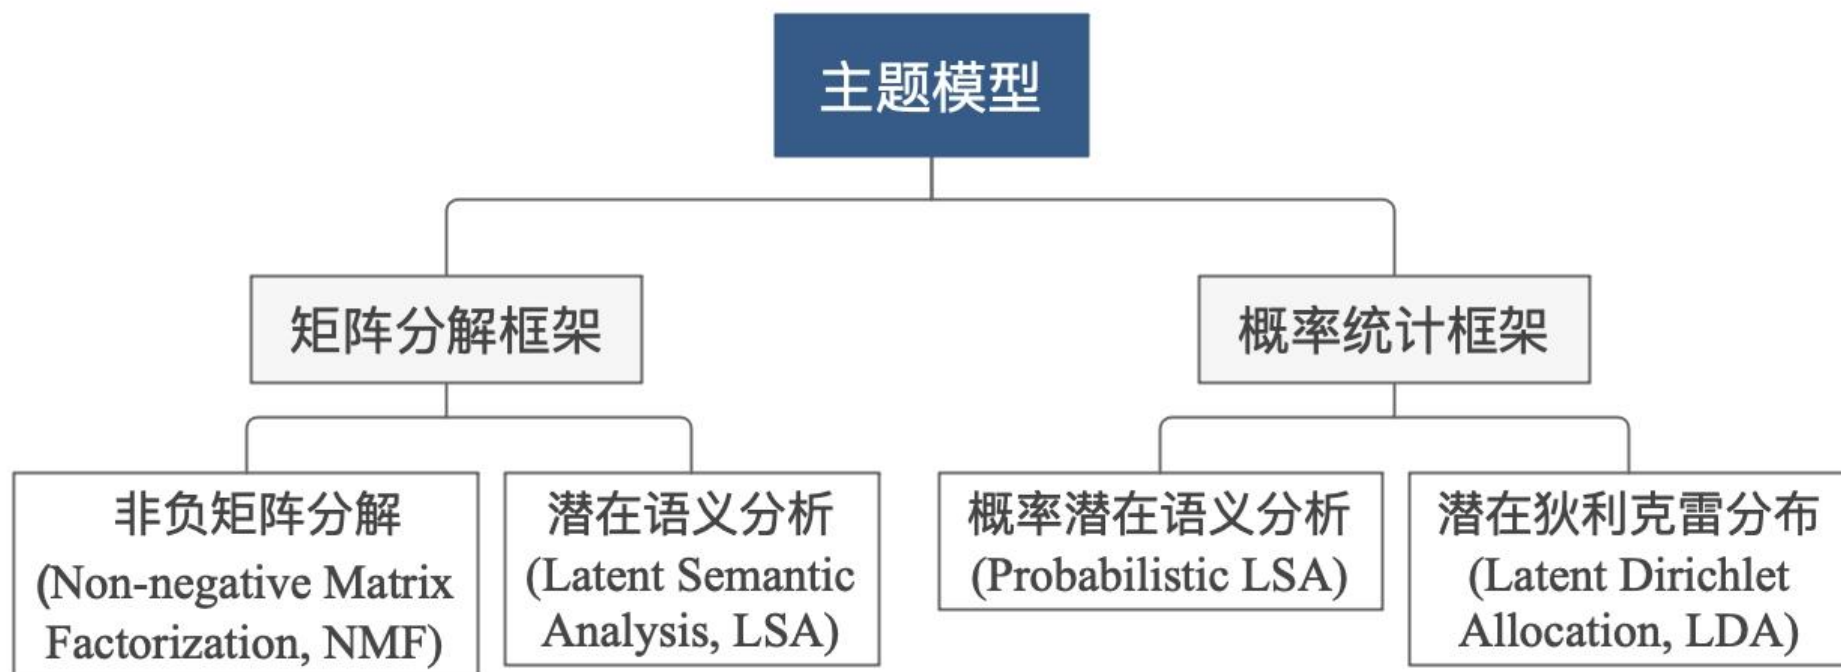 主题模型
矩阵分解框架
概率统计框架
非负矩阵分解
(Non-negative Matrix
Factorization, NMF)
潜在语义分析
(Latent Semantic
Analysis, LSA)
概率潜在语义分析
(Probabilistic LSA)
潜在狄利克雷分布
(Latent Dirichlet
Allocation, LDA)